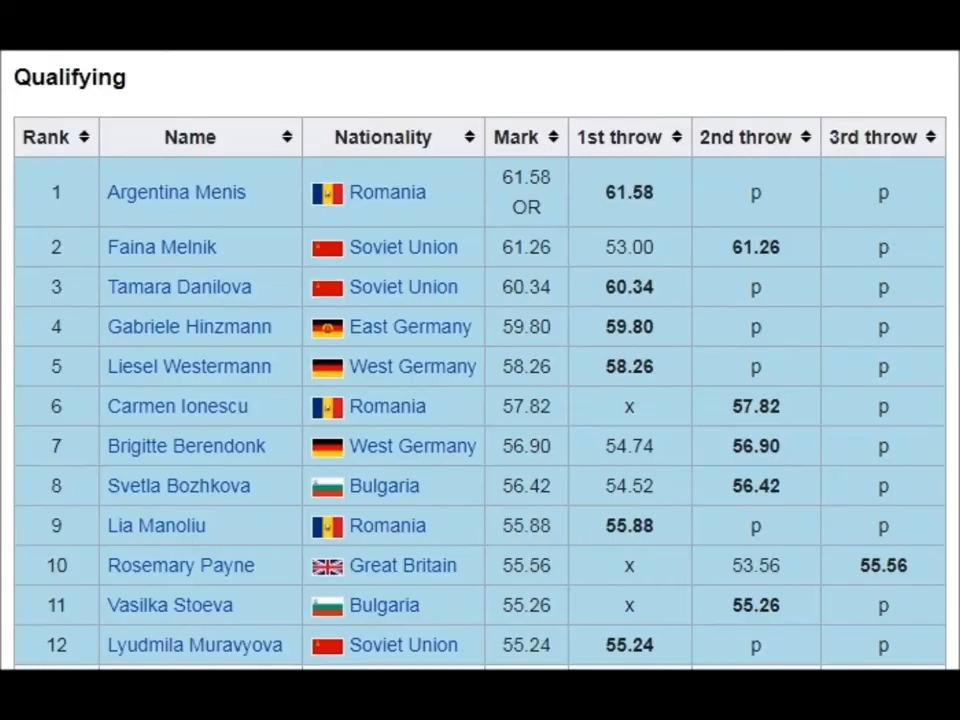 Qualifying
Rank Name Nationality Mark 1st throw 2nd throw 3rd throw
1 Argentina Menis Romania 61.58 OR 61.58 p p
2 Faina Melnik Soviet Union 61.26 53.00 61.26 p
3 Tamara Danilova Soviet Union 60.34 60.34 p p
4 Gabriele Hinzmann East Germany 59.80 59.80 p p
5 Liesel Westermann West Germany 58.26 58.26 p p
6 Carmen Ionescu Romania 57.82 x 57.82 p
7 Brigitte Berendonk West Germany 56.90 54.74 56.90 p
8 Svetla Bozhkova Bulgaria 56.42 54.52 56.42 p
9 Lia Manoliu Romania 55.88 55.88 p p
10 Rosemary Payne Great Britain 55.56 x 53.56 55.56
11 Vasilka Stoeva Bulgaria 55.26 x 55.26 p
12 Lyudmila Muravyova Soviet Union 55.24 55.24 p p